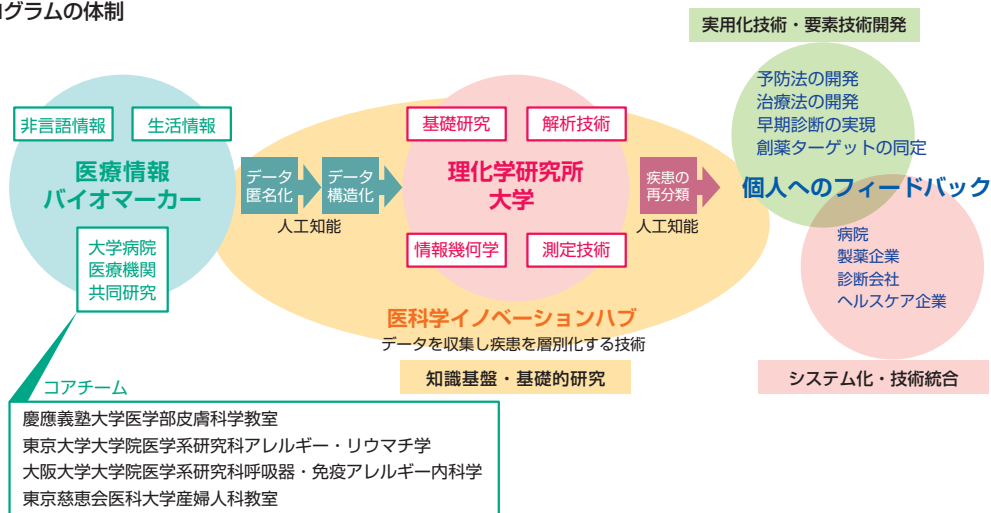 ログラムの体制
非言語情報
生活情報
医療情報
バイオマーカー
大学病院
医療機関
共同研究
データ
匿名化
データ
構造化
人工知能
基礎研究
解析技術
理化学研究所
大学
情報幾何学
測定技術
疾患の
再分類
人工知能
医科学イノベーションハブ
データを収集し疾患を層別化する技術
知識基盤・基礎的研究
実用化技術・要素技術開発
予防法の開発
治療法の開発
早期診断の実現
創薬ターゲットの同定
個人へのフィードバック
病院
製薬企業
診断会社
ヘルスケア企業
システム化・技術統合
コアチーム
慶應義塾大学医学部皮膚科学教室
東京大学大学院医学系研究科アレルギー・リウマチ学
大阪大学大学院医学系研究科呼吸器・免疫アレルギー内科学
東京慈恵会医科大学産婦人科教室